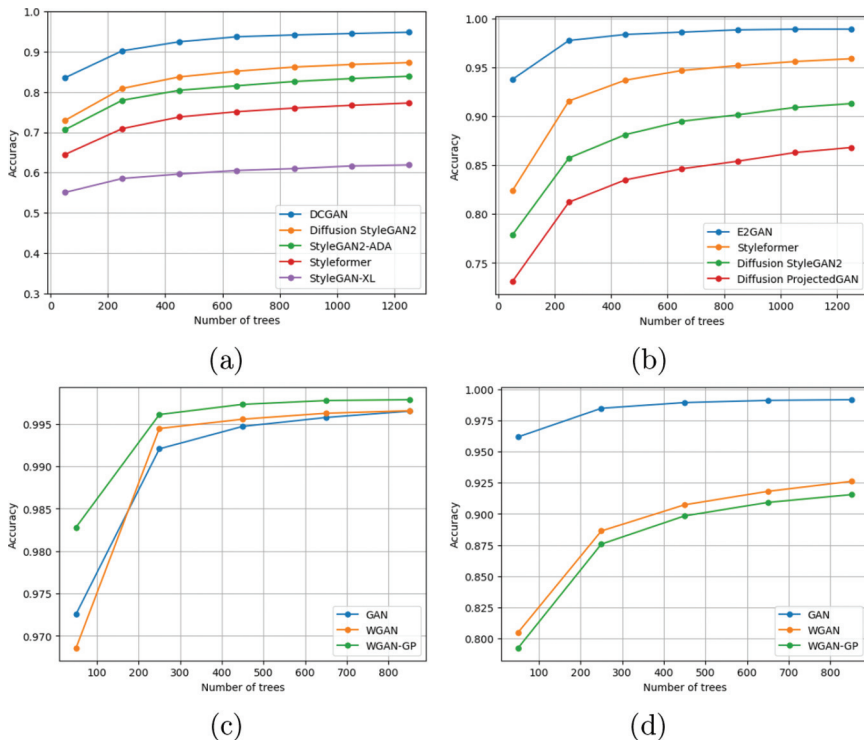 1.0
0.9
0.8
0.7
0.6
0.5
0.4
0.3
Accuracy
0 200 400 600 800 1000 1200
Number of trees
DCGAN
Diffusion StyleGAN2
StyleGAN2-ADA
Styleformer
StyleGAN-XL
(a)
1.00
0.95
0.90
0.85
0.80
0.75
Accuracy
0 200 400 600 800 1000 1200
Number of trees
E2GAN
Styleformer
Diffusion StyleGAN2
Diffusion ProjectedGAN
(b)
0.995
0.990
0.985
0.980
0.975
0.970
Accuracy
100 200 300 400 500 600 700 800
Number of trees
GAN
WGAN
WGAN-GP
(c)
1.000
0.975
0.950
0.925
0.900
0.875
0.850
0.825
0.800
Accuracy
100 200 300 400 500 600 700 800
Number of trees
GAN
WGAN
WGAN-GP
(d)